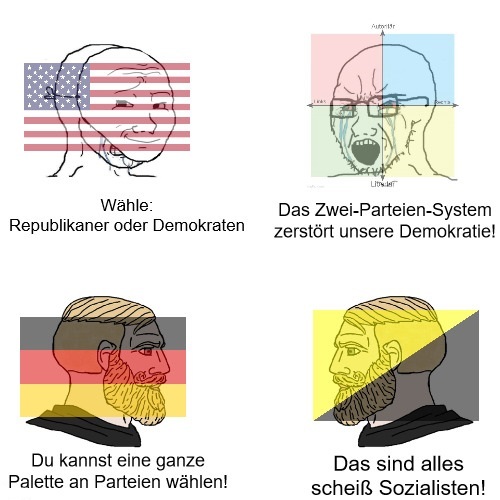 Autoritär
Links
Rechts
Wähle:
Republikaner oder Demokraten
Das Zwei-Parteien-System
zerstört unsere Demokratie!
Du kannst eine ganze
Palette an Parteien wählen!
Das sind alles
scheiß Sozialisten!